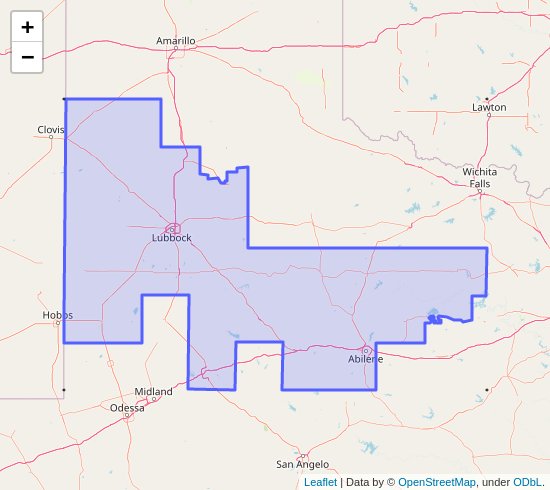 +
−
Amarillo
Lawton
Clovis
Wichita
Falls
Lubbock
Hobbs
Abilene
Midland
Odessa
San Angelo
Leaflet | Data by © OpenStreetMap, under ODbL.